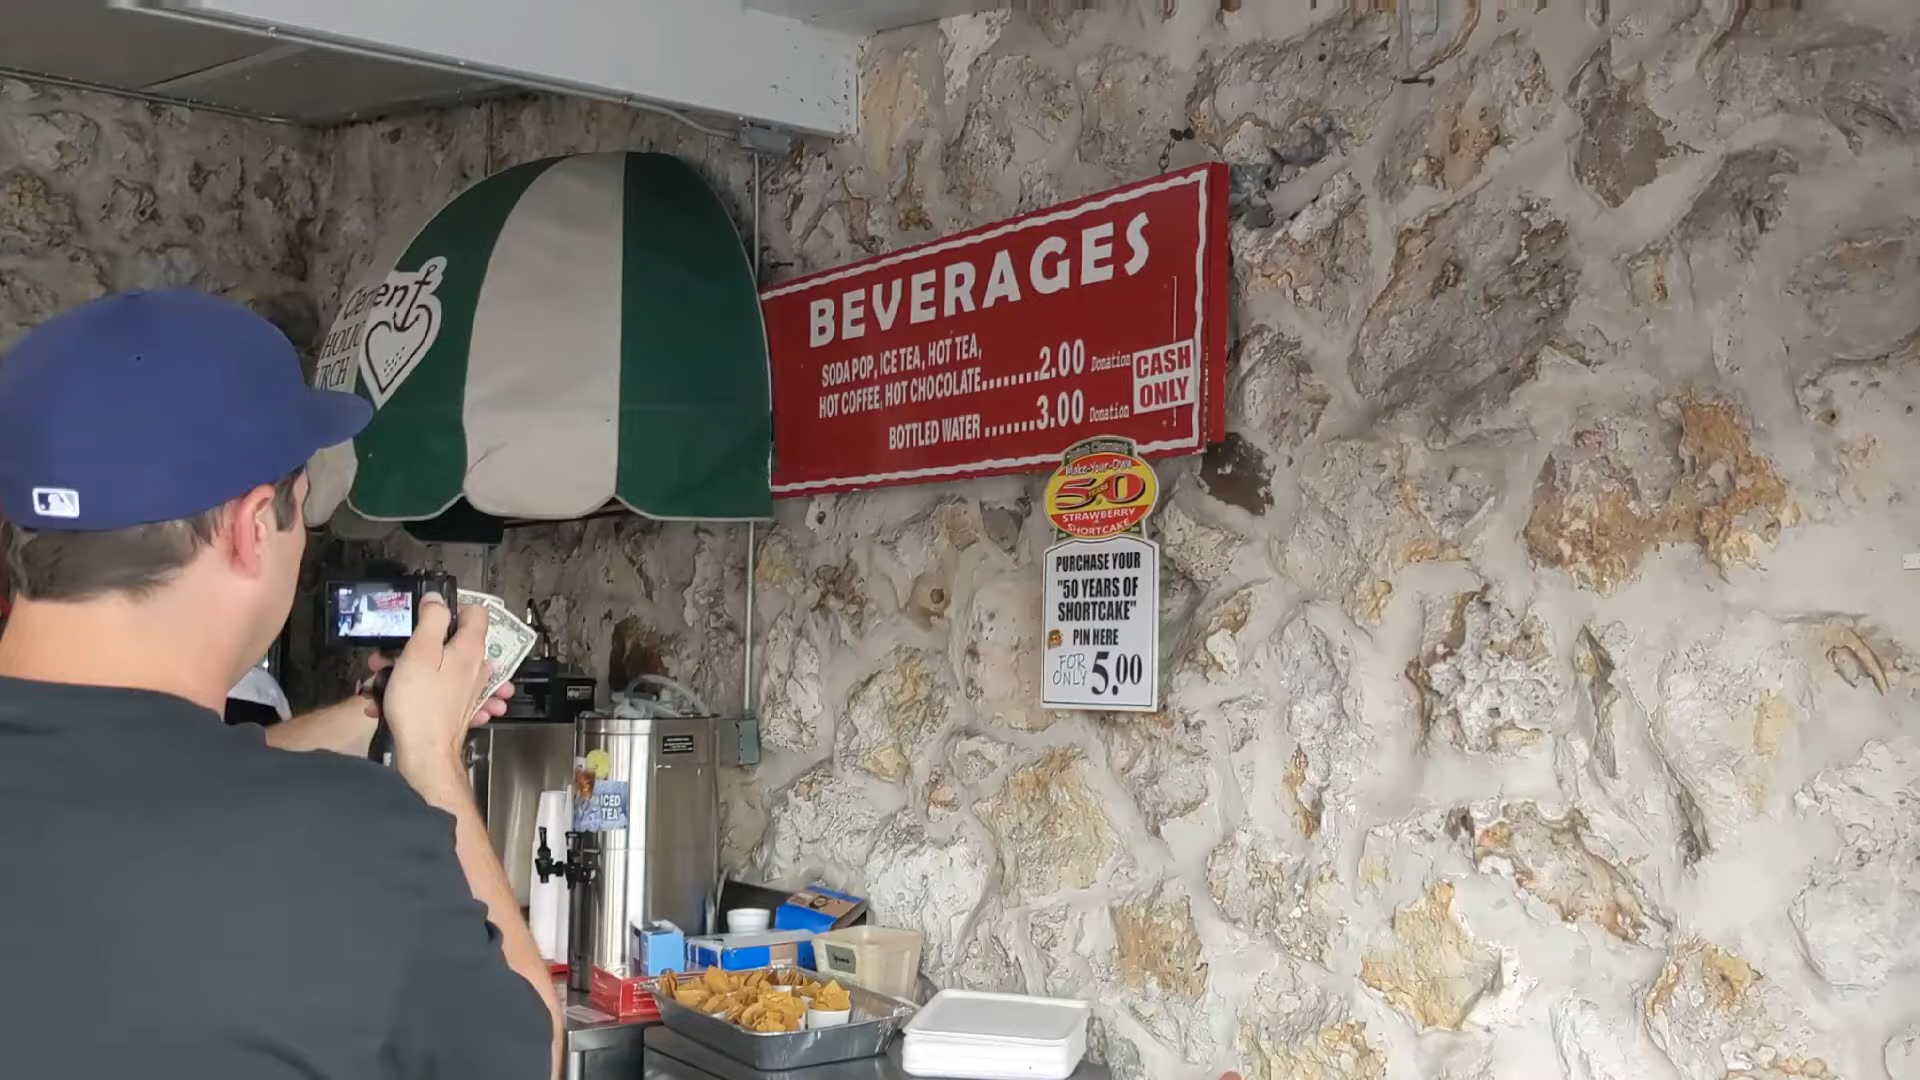 Clement
HOLIC
URCH
BEVERAGES
SODA POP, ICE TEA, HOT TEA,
HOT COFFEE, HOT CHOCOLATE........2.00 Donation
BOTTLED WATER.......3.00 Donation
CASH
ONLY
Make-Your-Own
50
STRAWBERRY
SHORTCAKE
PURCHASE YOUR
"50 YEARS OF
SHORTCAKE"
PIN HERE
FOR
ONLY 5.00
ICED
TEA